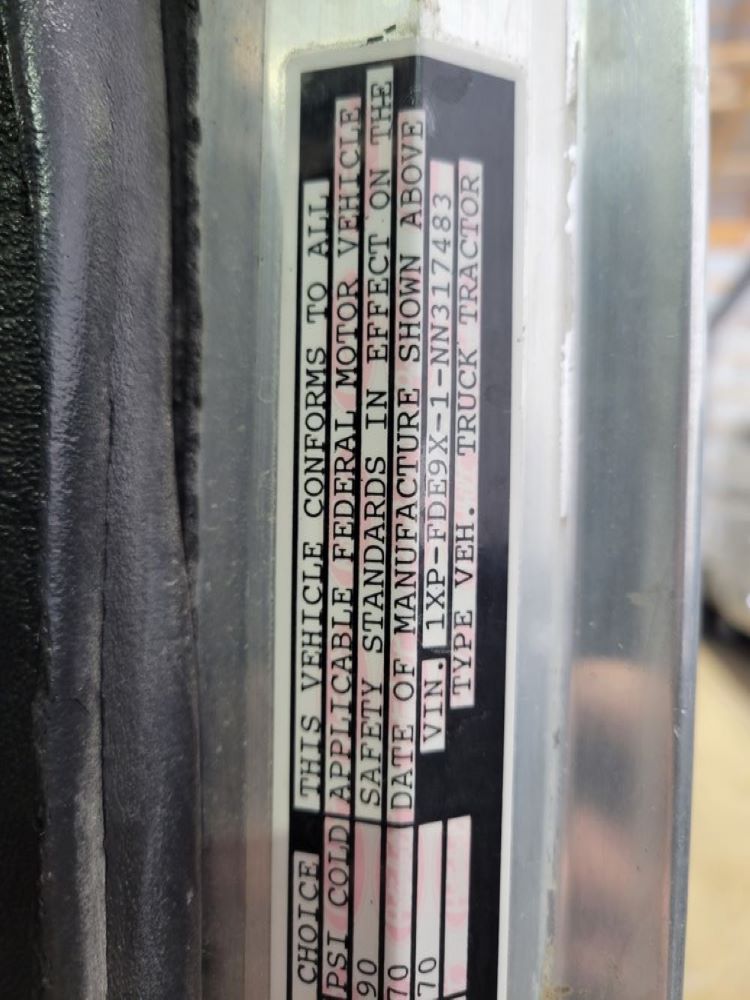 THIS VEHICLE CONFORMS TO ALL
APPLICABLE FEDERAL MOTOR VEHICLE
SAFETY STANDARDS IN EFFECT ON THE
DATE OF MANUFACTURE SHOWN ABOVE
VIN. 1XP-FDE9X-1-NN317483
TYPE VEH. TRUCK TRACTOR
CHOICE
PSI COLD
90
70
70